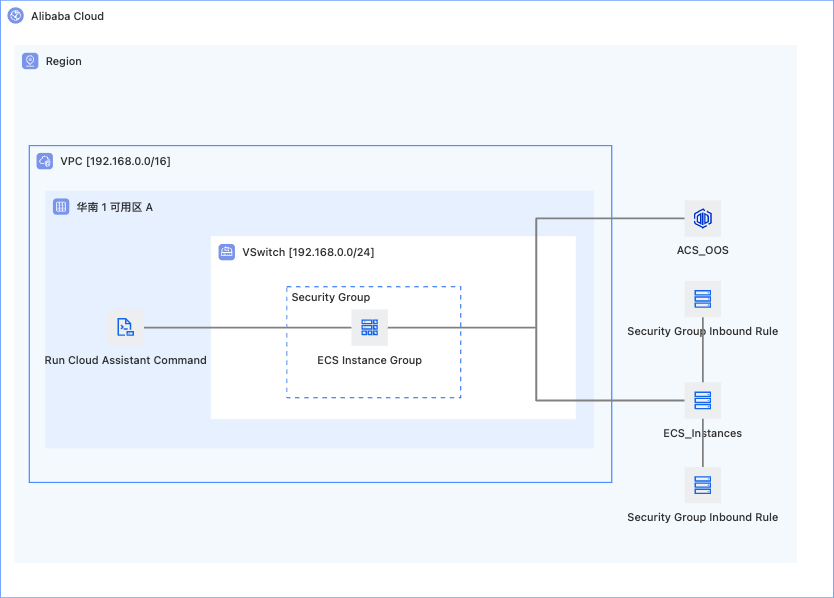 Alibaba Cloud
Region
VPC [192.168.0.0/16]
华南 1 可用区 A
VSwitch [192.168.0.0/24]
Security Group
ECS Instance Group
Run Cloud Assistant Command
ACS_OOS
Security Group Inbound Rule
ECS_Instances
Security Group Inbound Rule